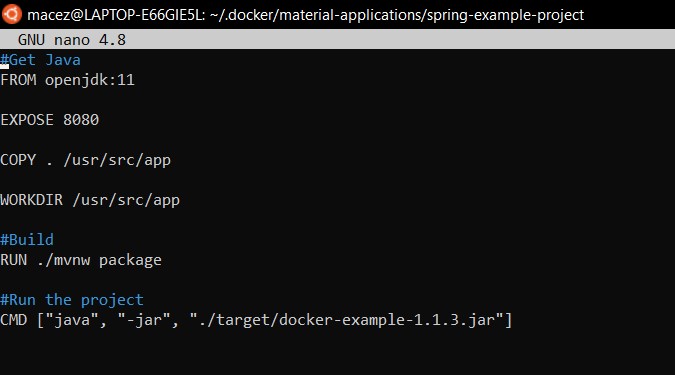 macez@LAPTOP-E66GIE5L: ~/.docker/material-applications/spring-example-project
GNU nano 4.8
#Get Java
FROM openjdk:11
EXPOSE 8080
COPY . /usr/src/app
WORKDIR /usr/src/app
#Build
RUN ./mvnw package
#Run the project
CMD ["java", "-jar", "./target/docker-example-1.1.3.jar"]